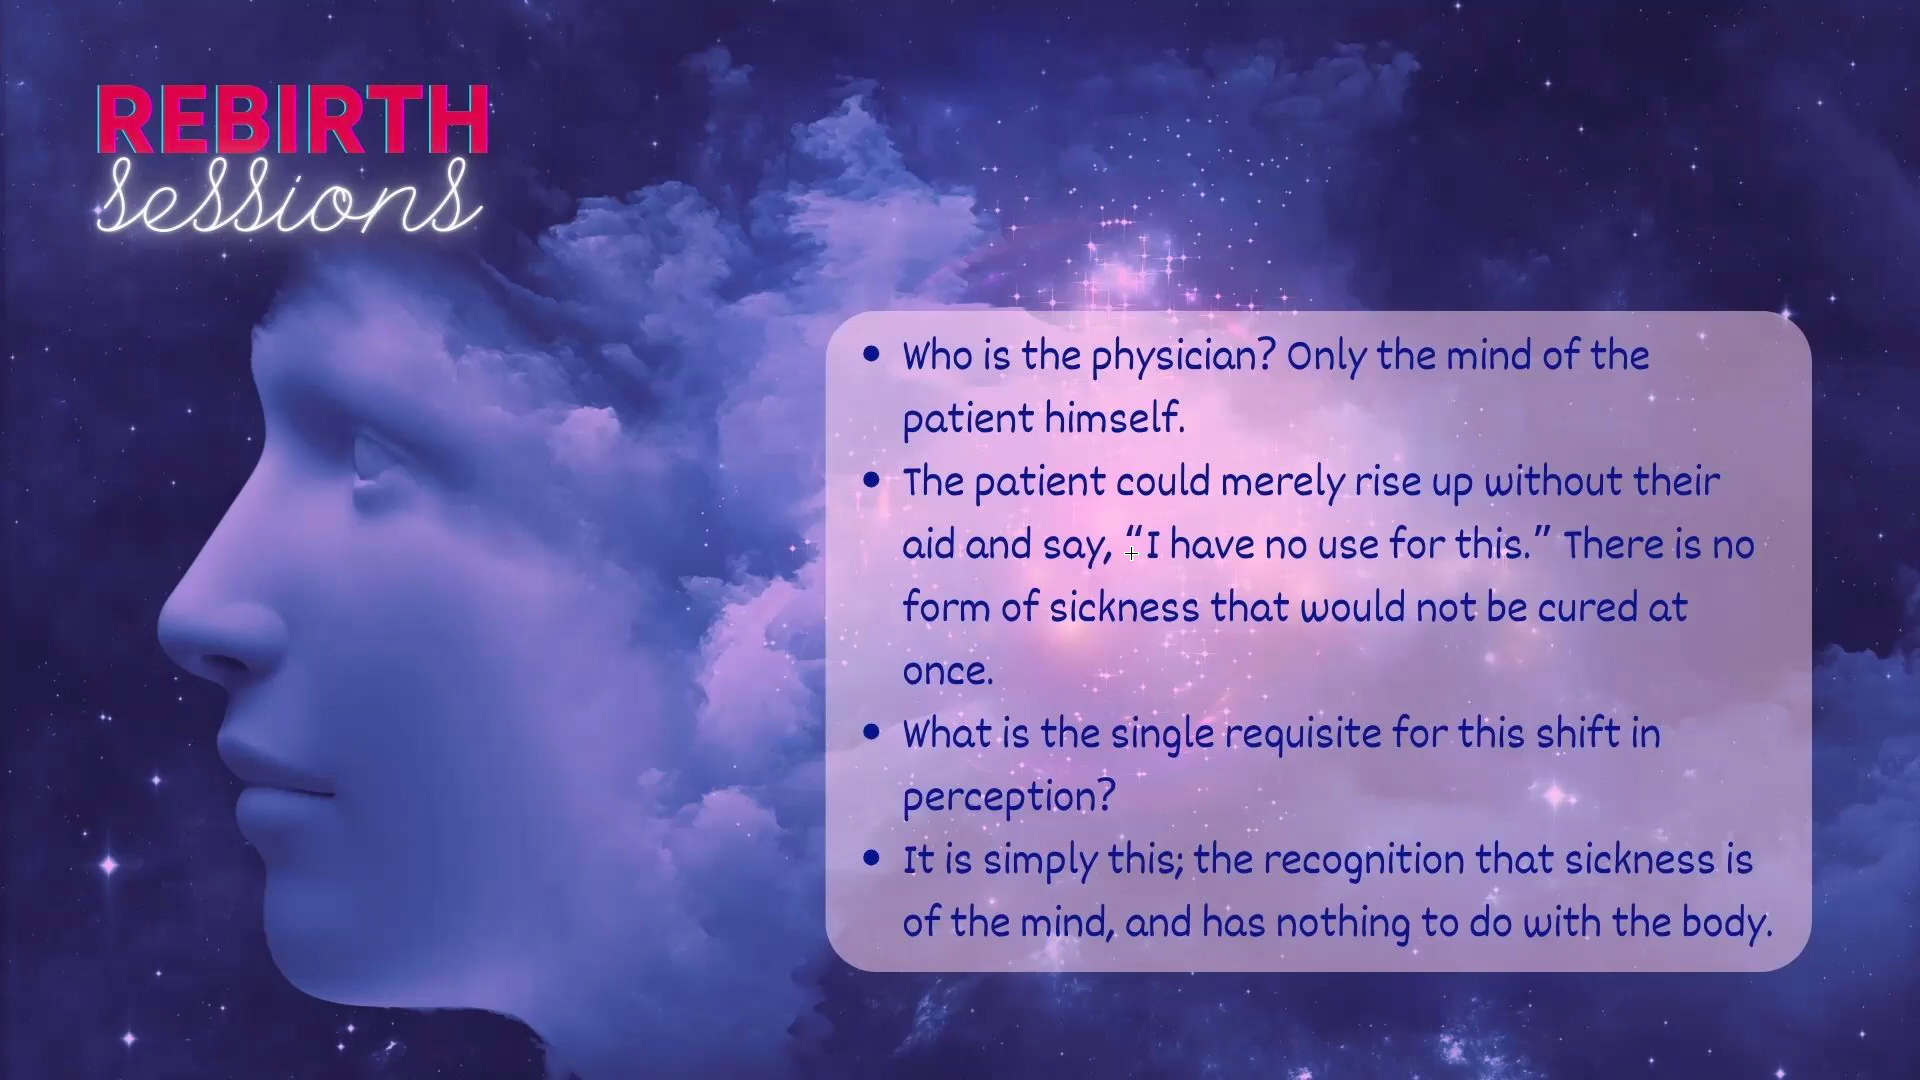 REBIRTH
sessions
• Who is the physician? Only the mind of the
patient himself.
• The patient could merely rise up without their
aid and say, “I have no use for this.” There is no
form of sickness that would not be cured at
once.
• What is the single requisite for this shift in
perception?
• It is simply this; the recognition that sickness is
of the mind, and has nothing to do with the body.